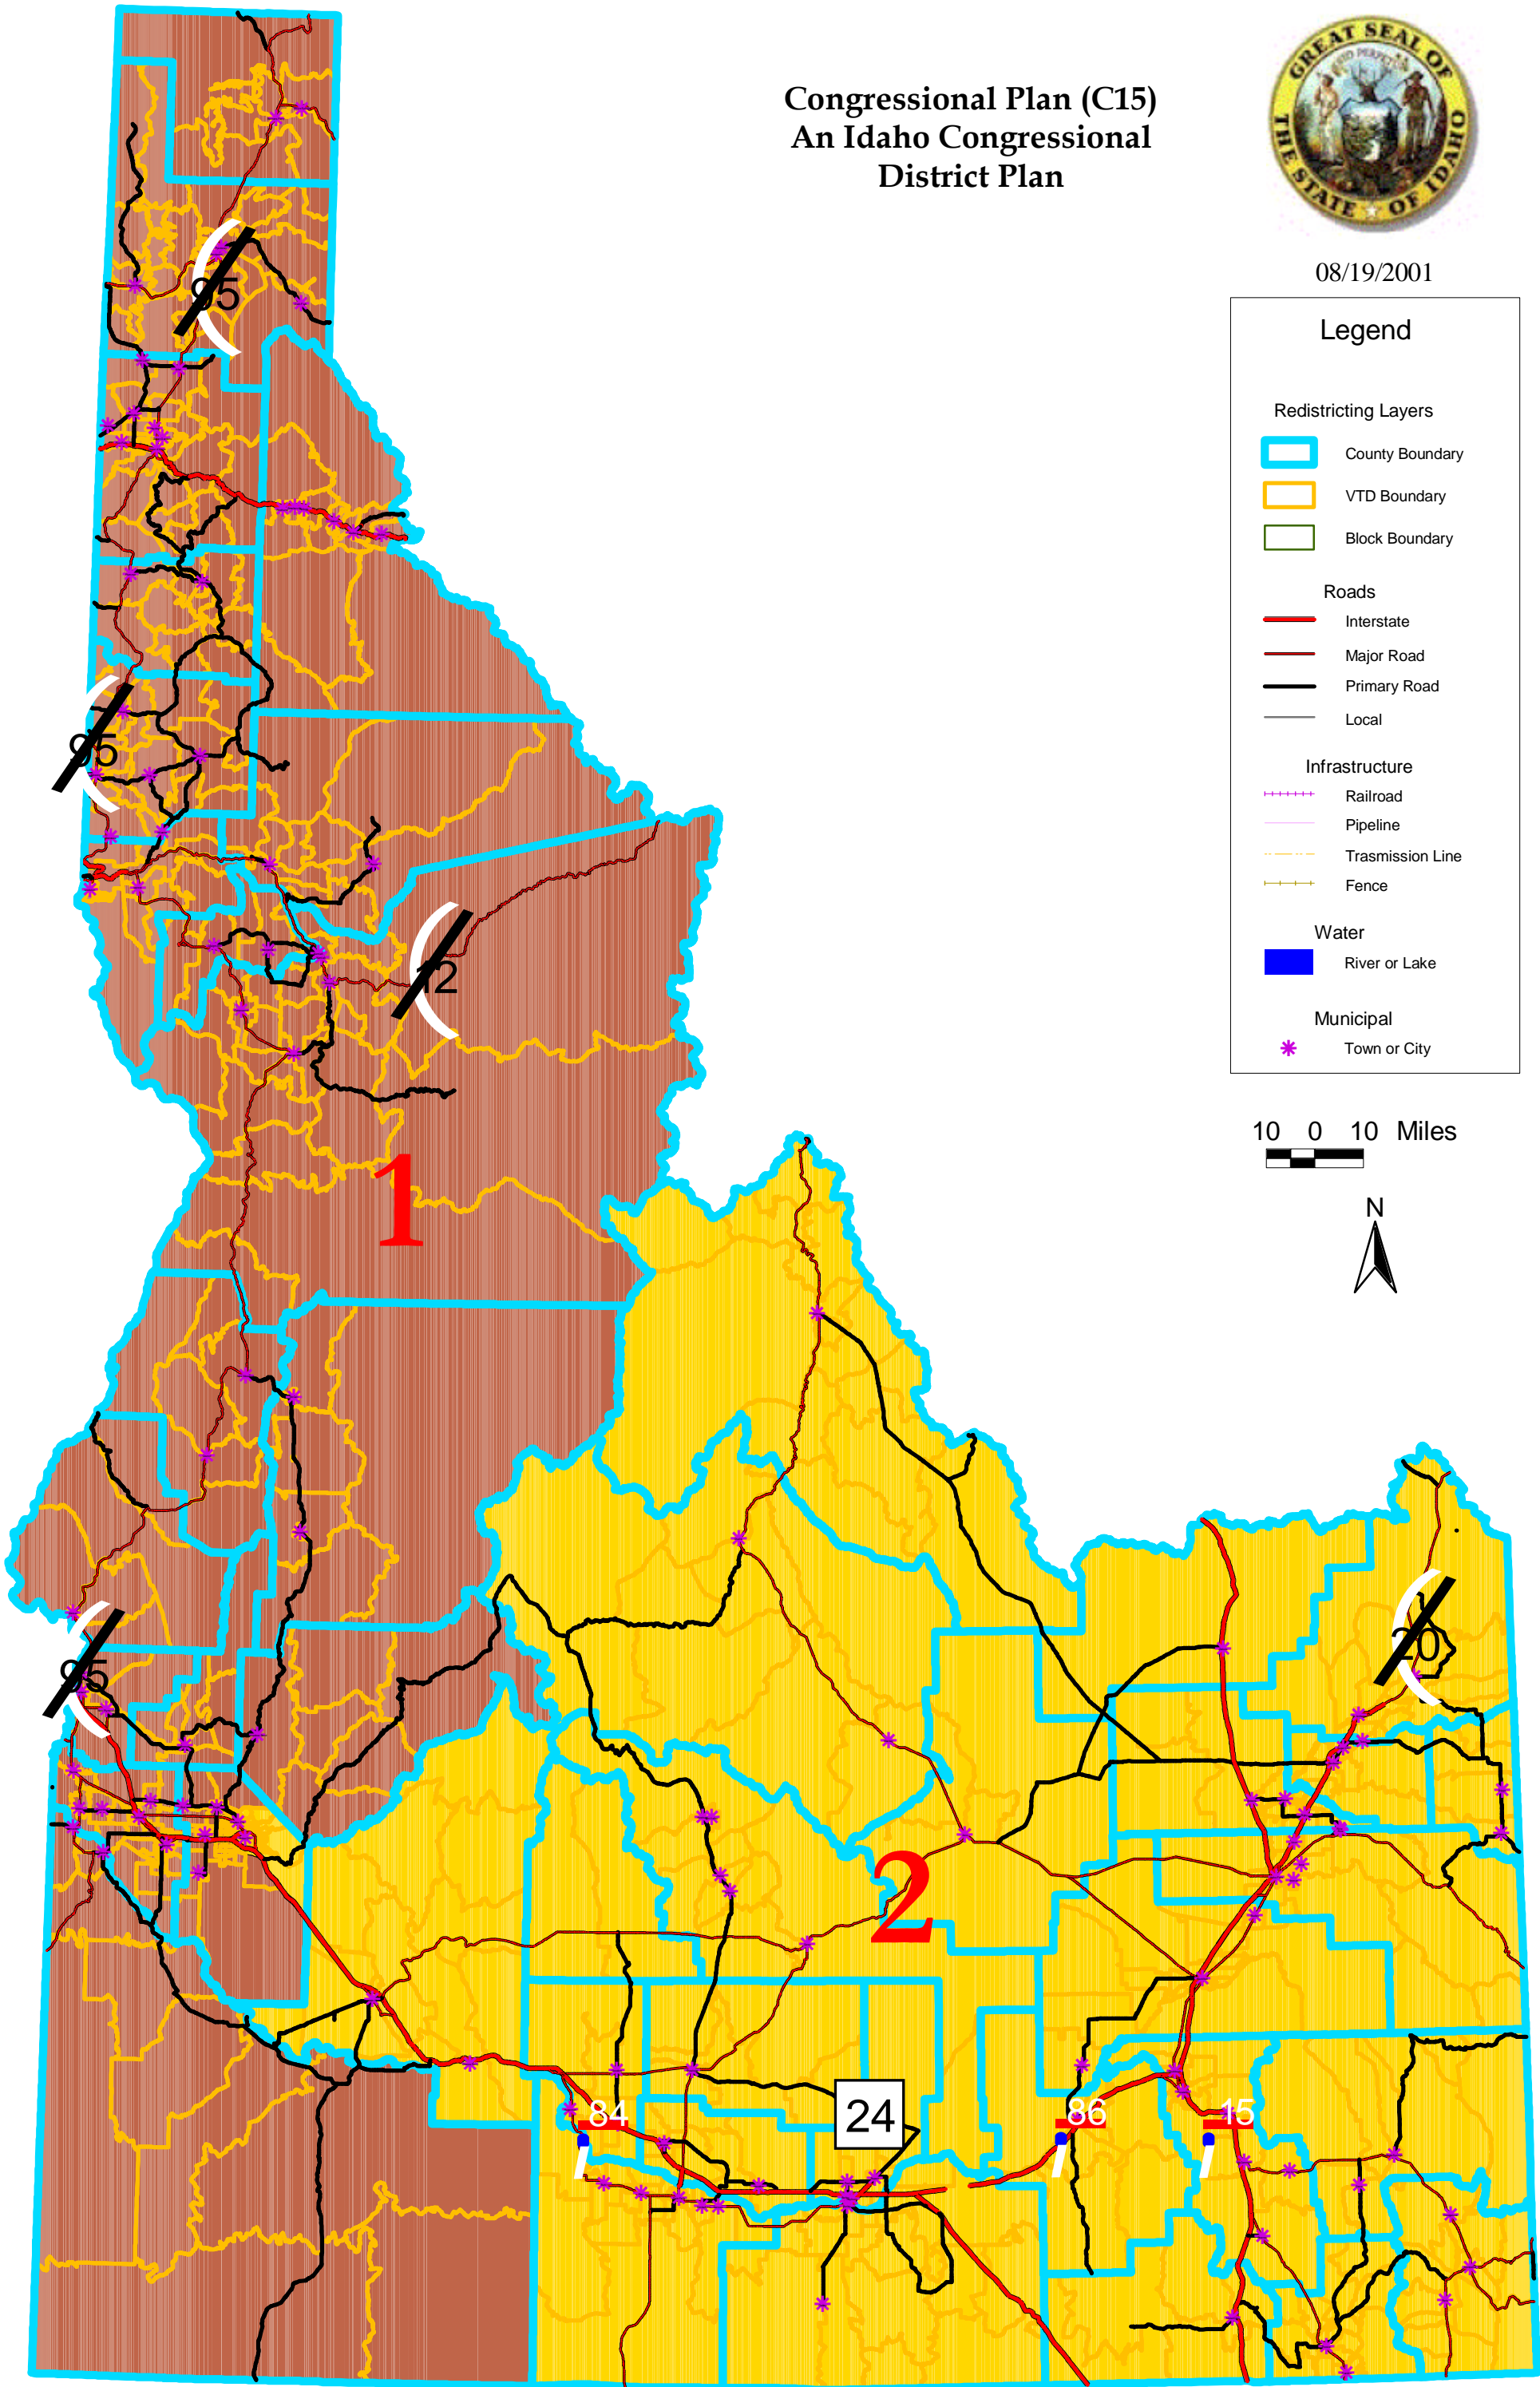 Congressional Plan (C15)
An Idaho Congressional
District Plan
GREAT SEAL OF
THE STATE OF IDAHO
08/19/2001
Legend
Redistricting Layers
County Boundary
VTD Boundary
Block Boundary
Roads
Interstate
Major Road
Primary Road
Local
Infrastructure
Railroad
Pipeline
Trasmission Line
Fence
Water
River or Lake
Municipal
Town or City
10 0 10 Miles
N
95
95
12
1
95
20
2
84
24
86
15